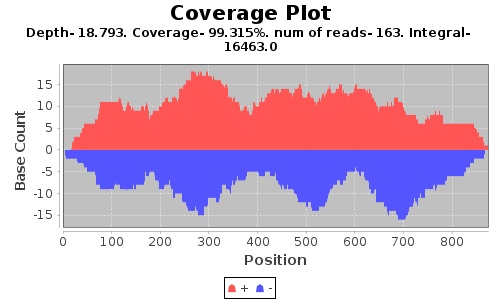 Coverage Plot
Depth- 18.793. Coverage- 99.315%. num of reads- 163. Integral-
16463.0
Base Count
15
10
5
0
-5
-10
-15
0 100 200 300 400 500 600 700 800
Position
+ -